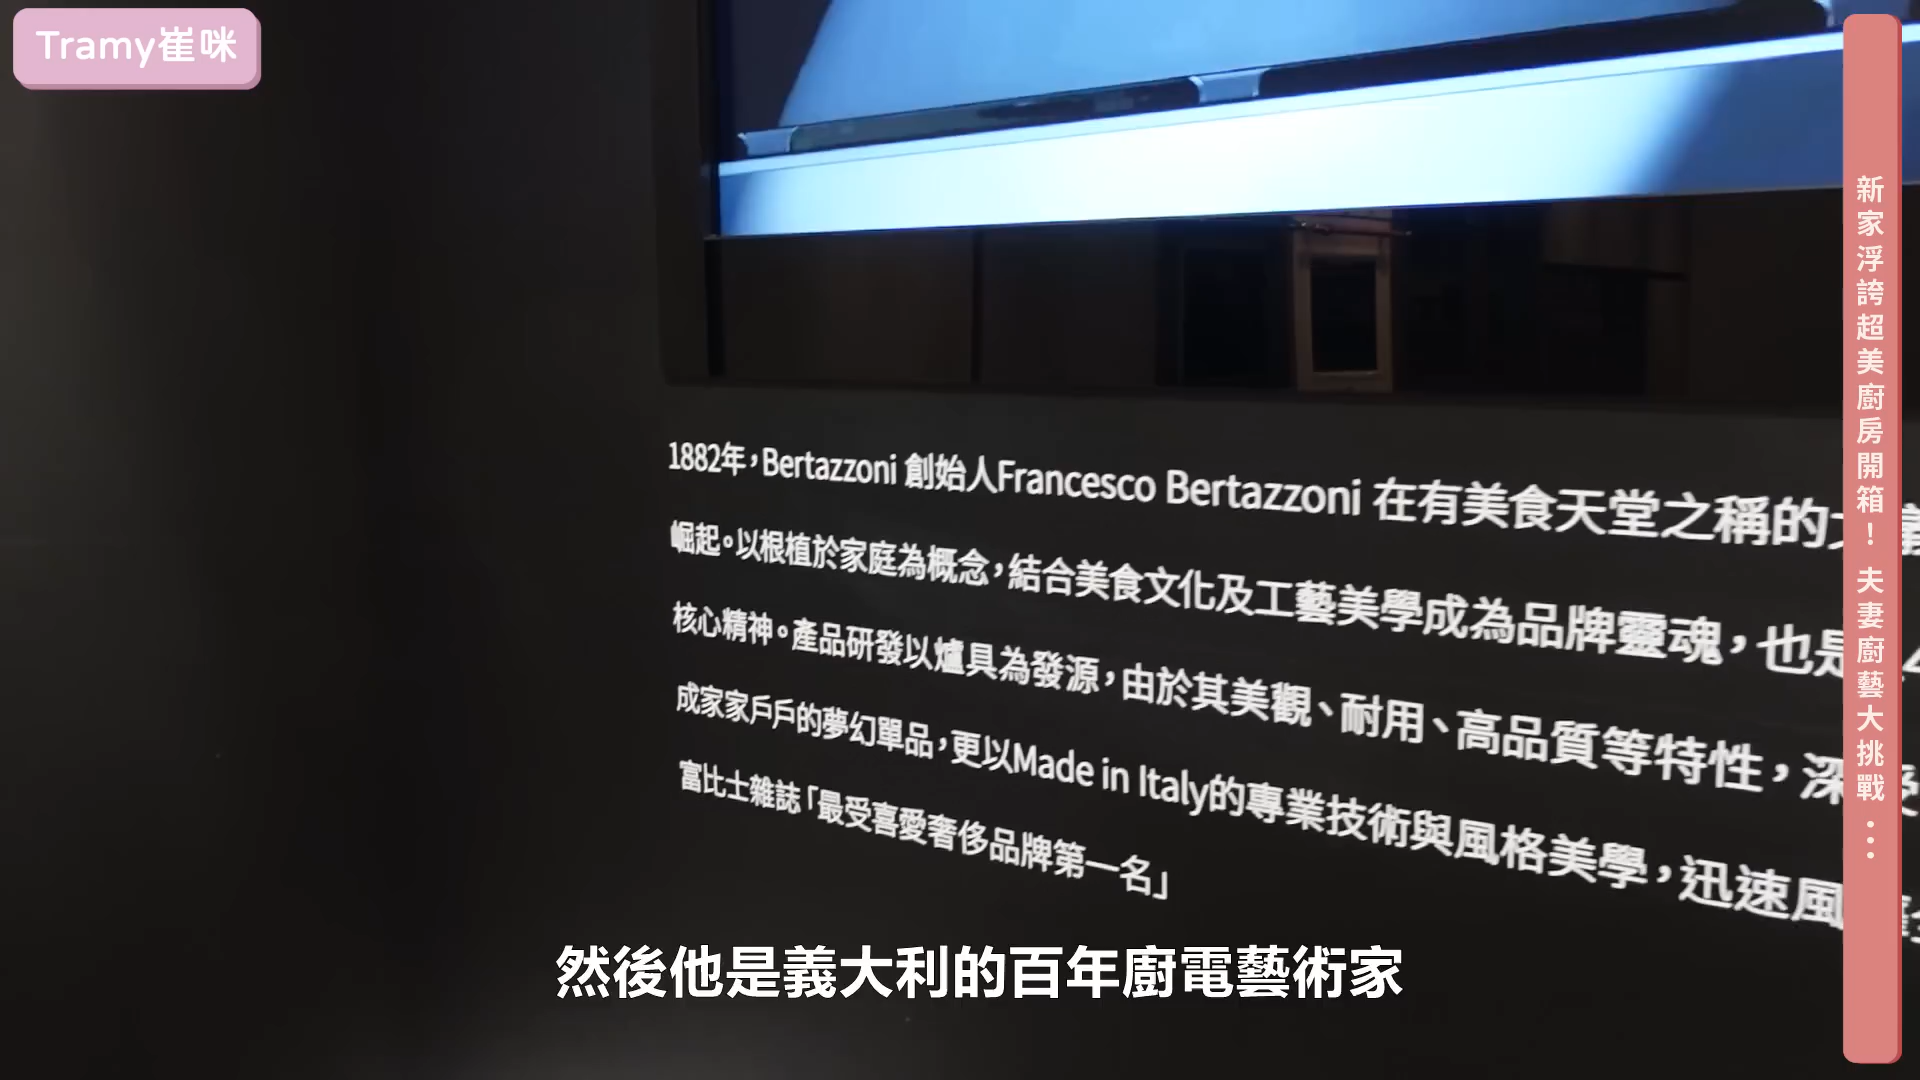 Tramy崔咪
1882年，Bertazzoni 創始人Francesco Bertazzoni 在有美食天堂之稱的
崛起。以根植於家庭為概念，結合美食文化及工藝美學成為品牌靈魂，也是
核心精神。產品研發以爐具為發源，由於其美觀、耐用、高品質等特性，深受
成家家戶戶的夢幻單品，更以Made in Italy的專業技術與風格美學，迅速風
富比士雜誌「最受喜愛奢侈品牌第一名」
然後他是義大利的百年廚電藝術家
新家浮誇超美廚房開箱！夫妻廚藝大挑戰...